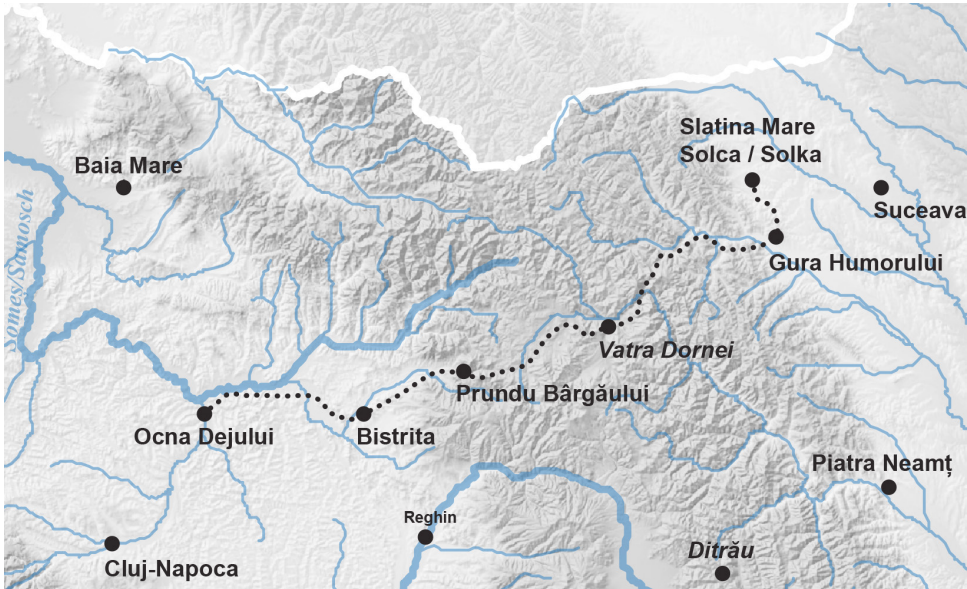 Slatina Mare
Solca / Solka
Baia Mare
Suceava
Someș/Samosch
Gura Humorului
Vatra Dornei
Prundu Bârgăului
Ocna Dejului
Bistrita
Piatra Neamț
Reghin
Ditrău
Cluj-Napoca